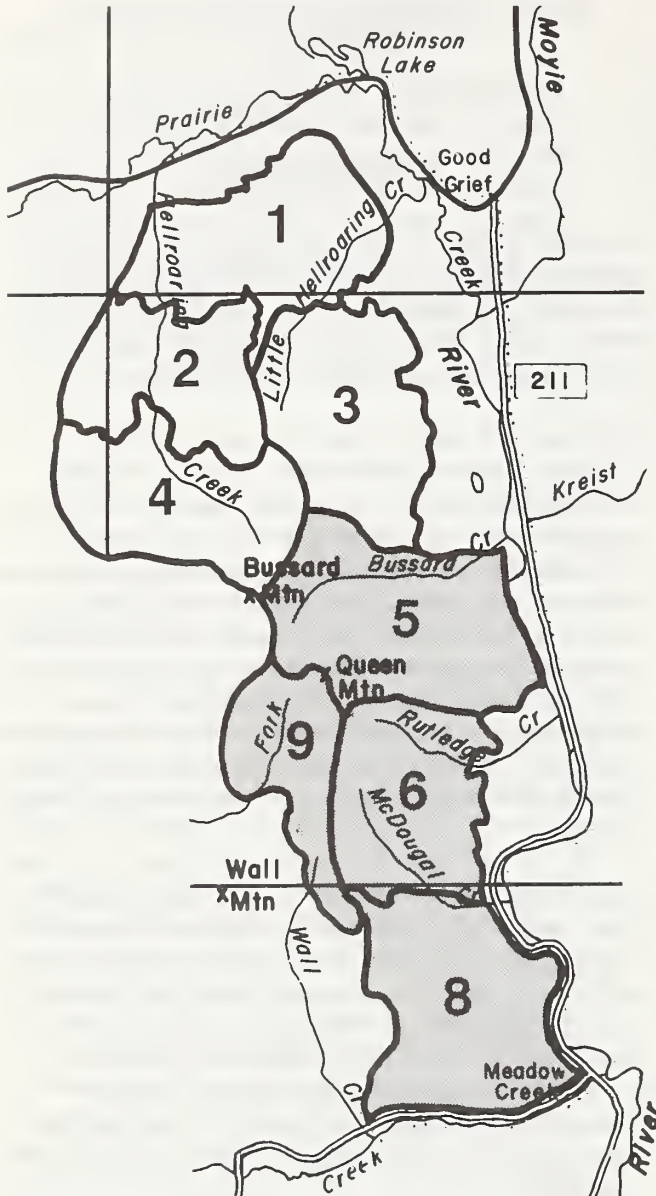 Robinson
Lake
Moyie
Prairie
Good
Grief
Cr
1
Hellroaring
Hellroaring
Creek
Little
2
3
River
211
4
Creek
Kreist
Cr
Bussard
Bussard
Mtn
5
Queen
Mtn
Fork
9
Rutledge
Cr
6
McDougal
Cr
Wall
Mtn
Wall
8
Meadow
Creek
Cr
Creek
River